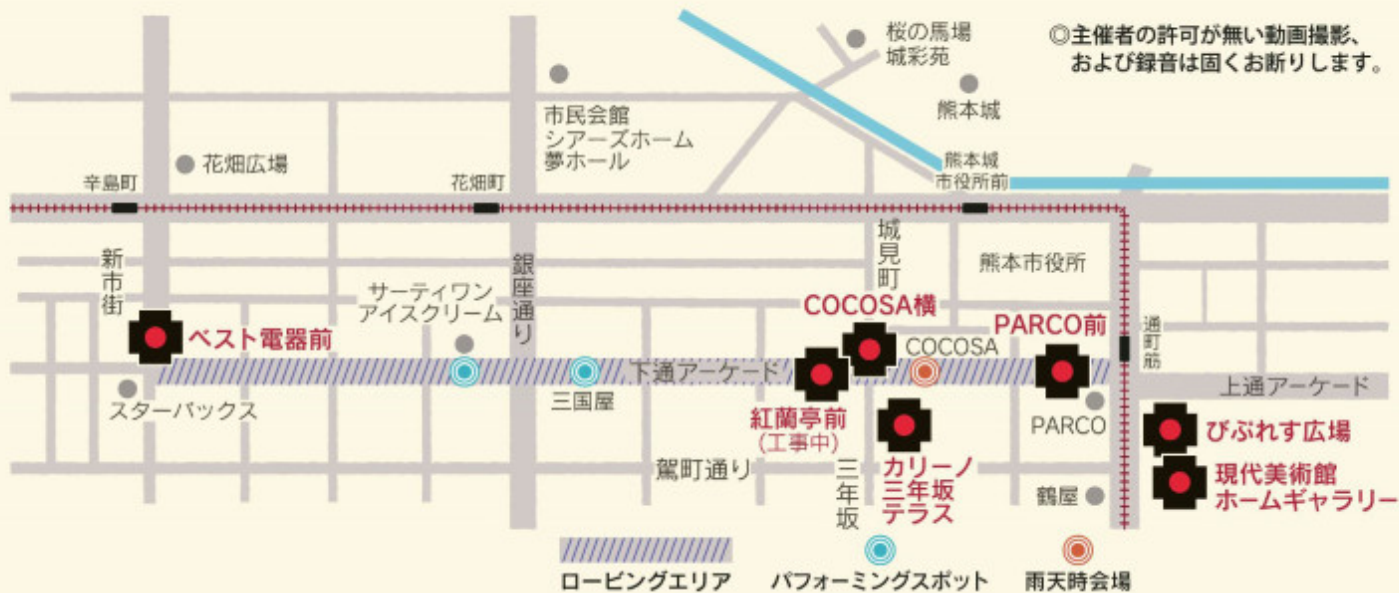 桜の馬場
城彩苑
◎主催者の許可が無い動画撮影、
および録音は固くお断りします。
熊本城
市民会館
シアーズホーム
夢ホール
花畑広場
辛島町
花畑町
熊本城
市役所前
新市街
銀座通り
城見町
熊本市役所
サーティワン
アイスクリーム
COCOSA横
PARCO前
通町筋
ベスト電器前
COCOSA
下通アーケード
上通アーケード
スターバックス
三国屋
紅蘭亭前
(工事中)
PARCO
びぷれす広場
駕町通り
三年坂
カリーノ
三年坂
テラス
鶴屋
現代美術館
ホームギャラリー
ロービングエリア
パフォーミングスポット
雨天時会場